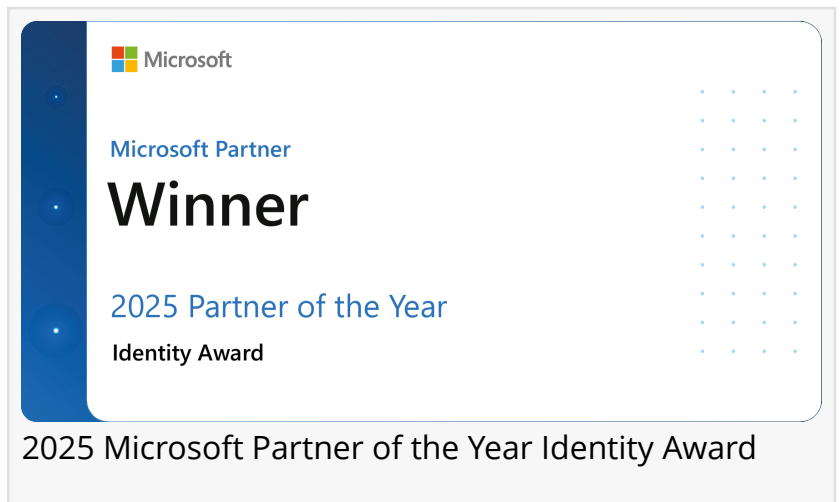 Microsoft
Microsoft Partner
Winner
2025 Partner of the Year
Identity Award
2025 Microsoft Partner of the Year Identity Award